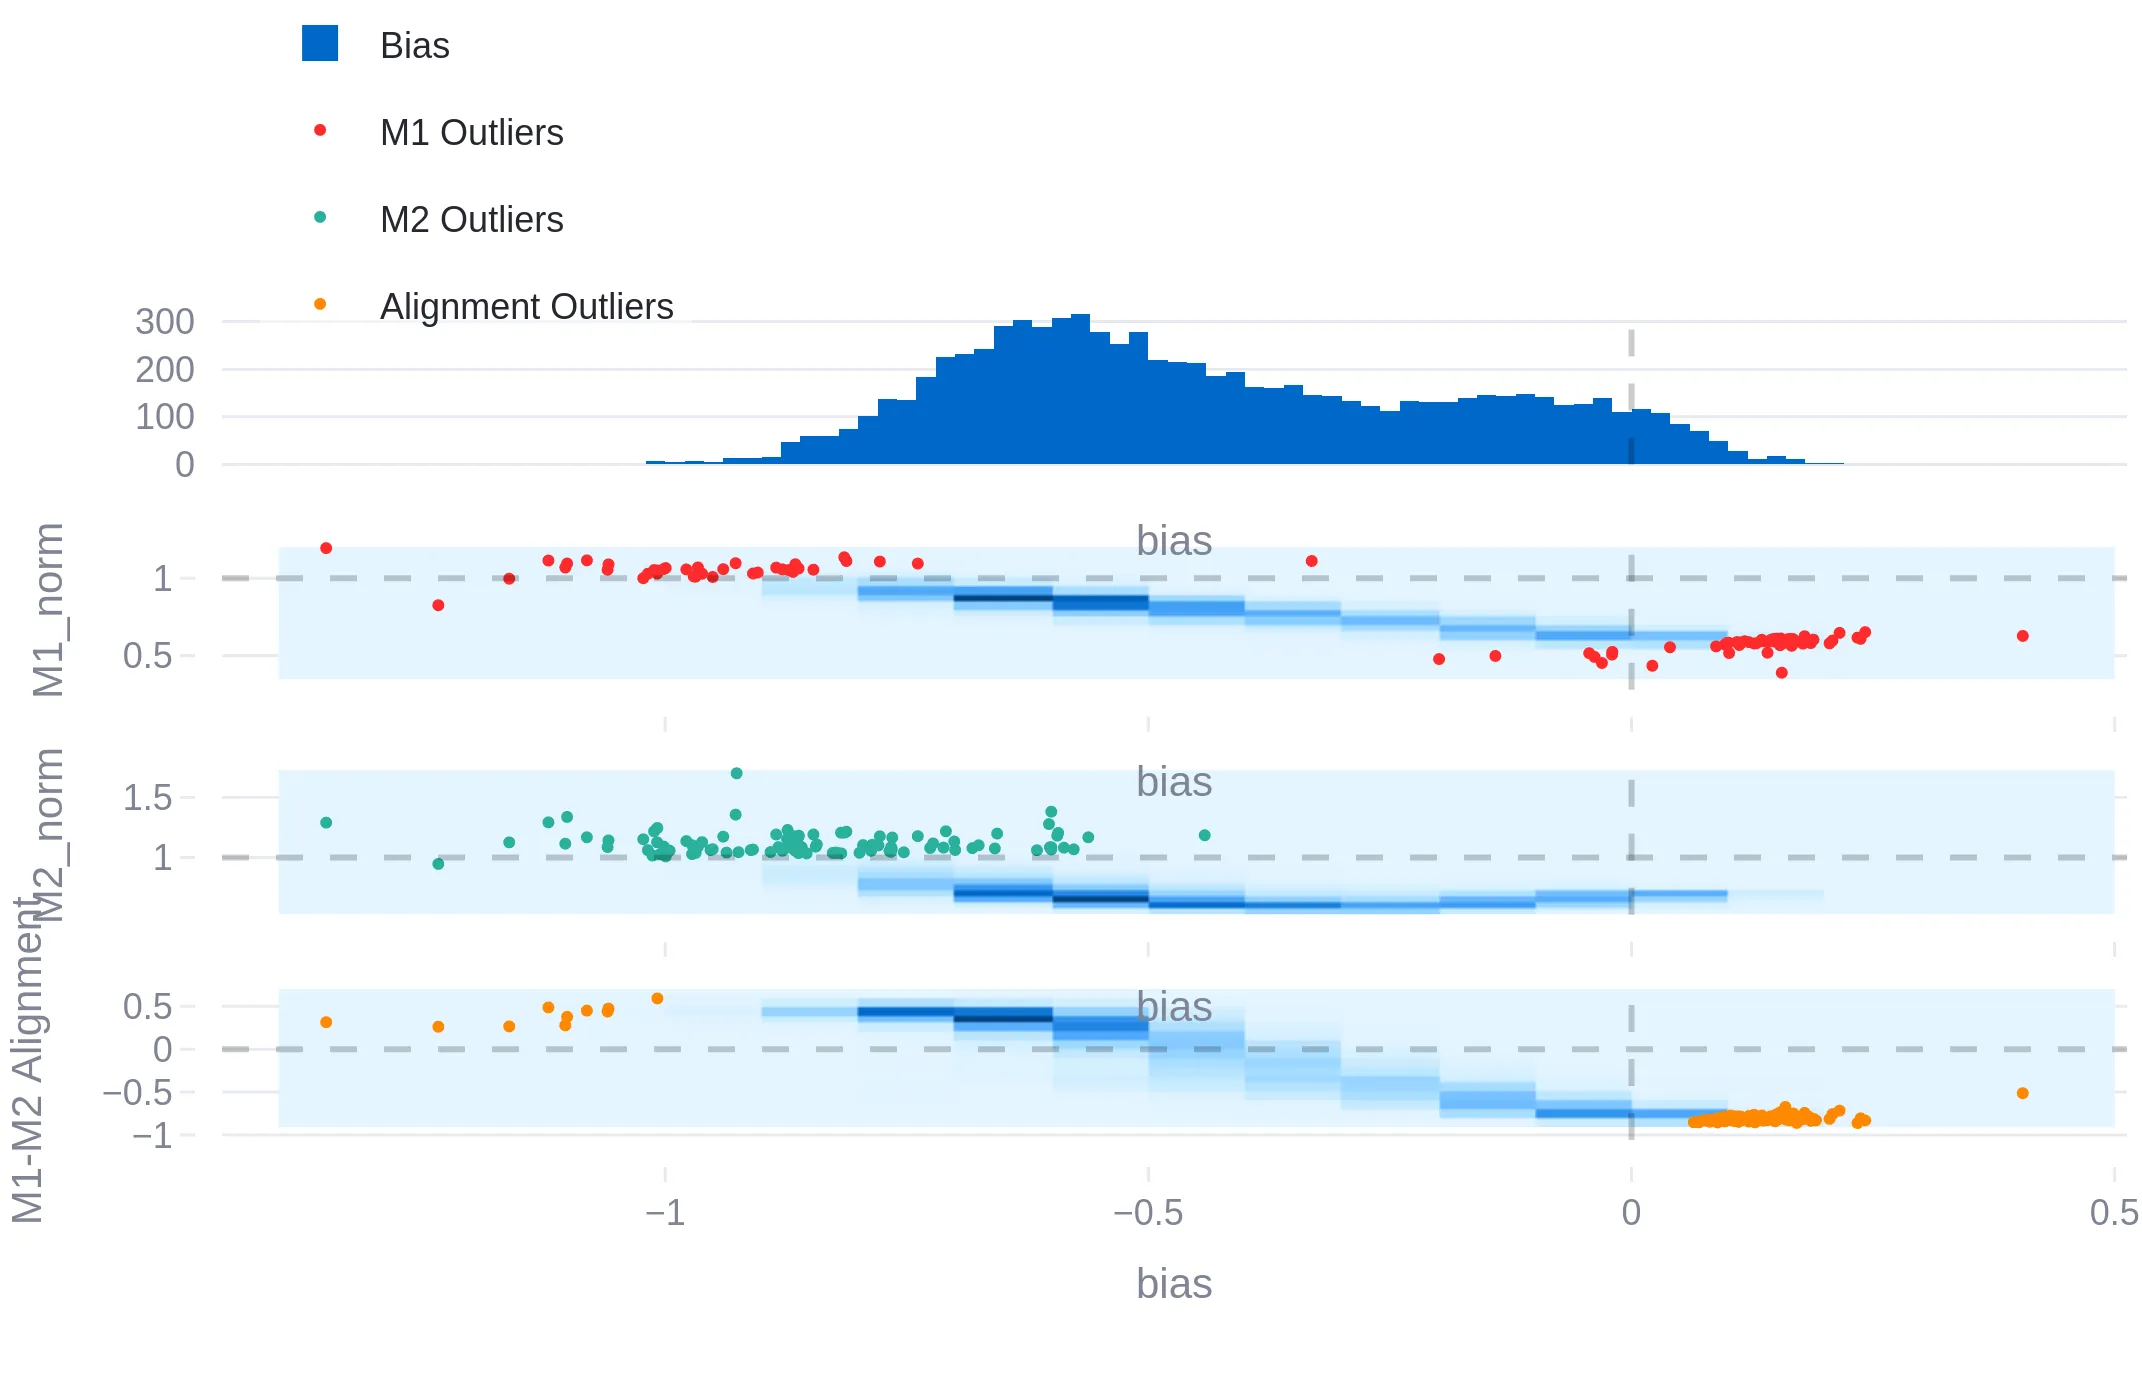 Bias
M1 Outliers
M2 Outliers
Alignment Outliers
300
200
100
0
bias
M1_norm
1
0.5
bias
M2_norm
1.5
1
bias
M1-M2 Alignment
0.5
0
−0.5
−1
−1
−0.5
0
0.5
bias